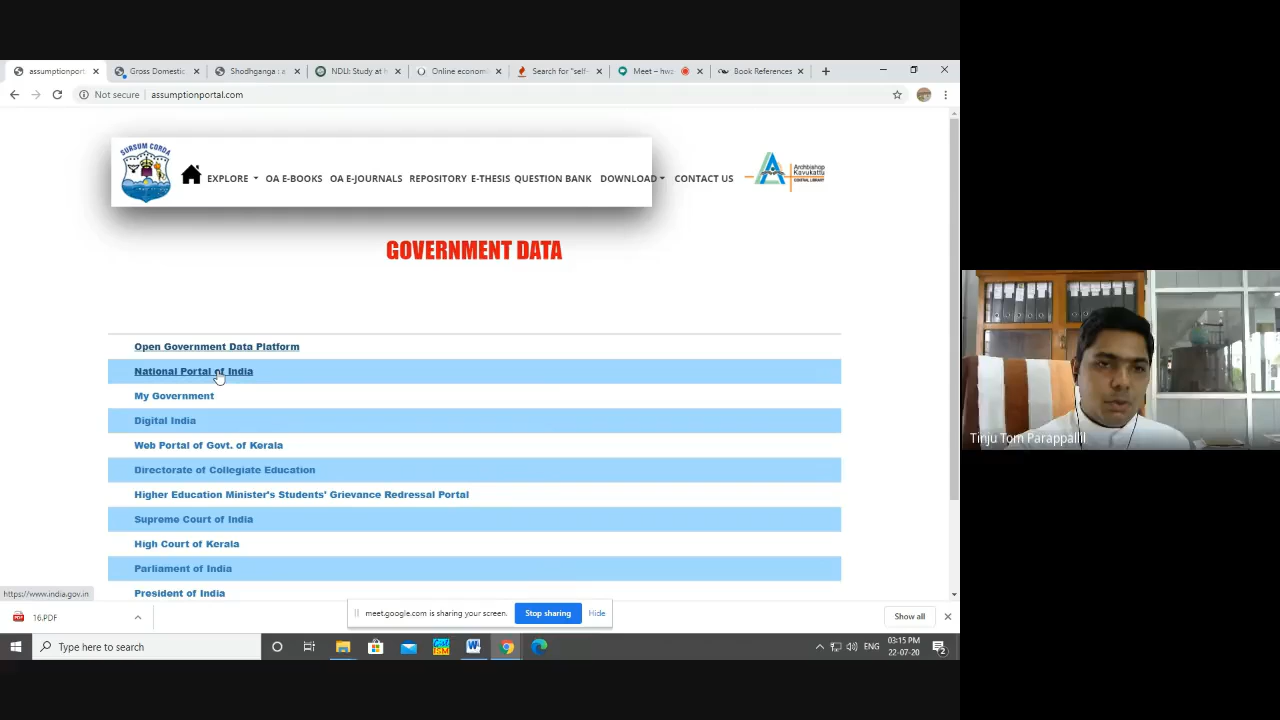 assumptionport
Gross Domestic
Shodhganga : a
NDLI: Study at h
Online economi
Search for "self-
Meet – hwa
Book References
Not secure
assumptionportal.com
SURSUM CORDA
EXPLORE
OA E-BOOKS
OA E-JOURNALS
REPOSITORY
E-THESIS
QUESTION BANK
DOWNLOAD
CONTACT US
Archbishop
Kavukattu
CENTRAL LIBRARY
GOVERNMENT DATA
Open Government Data Platform
National Portal of India
My Government
Digital India
Web Portal of Govt. of Kerala
Directorate of Collegiate Education
Higher Education Minister's Students' Grievance Redressal Portal
Supreme Court of India
High Court of Kerala
Parliament of India
President of India
Tinju Tom Parappallil
https://www.india.gov.in
16.PDF
meet.google.com is sharing your screen.
Stop sharing
Hide
Show all
Type here to search
ENG
03:15 PM
22-07-20
2